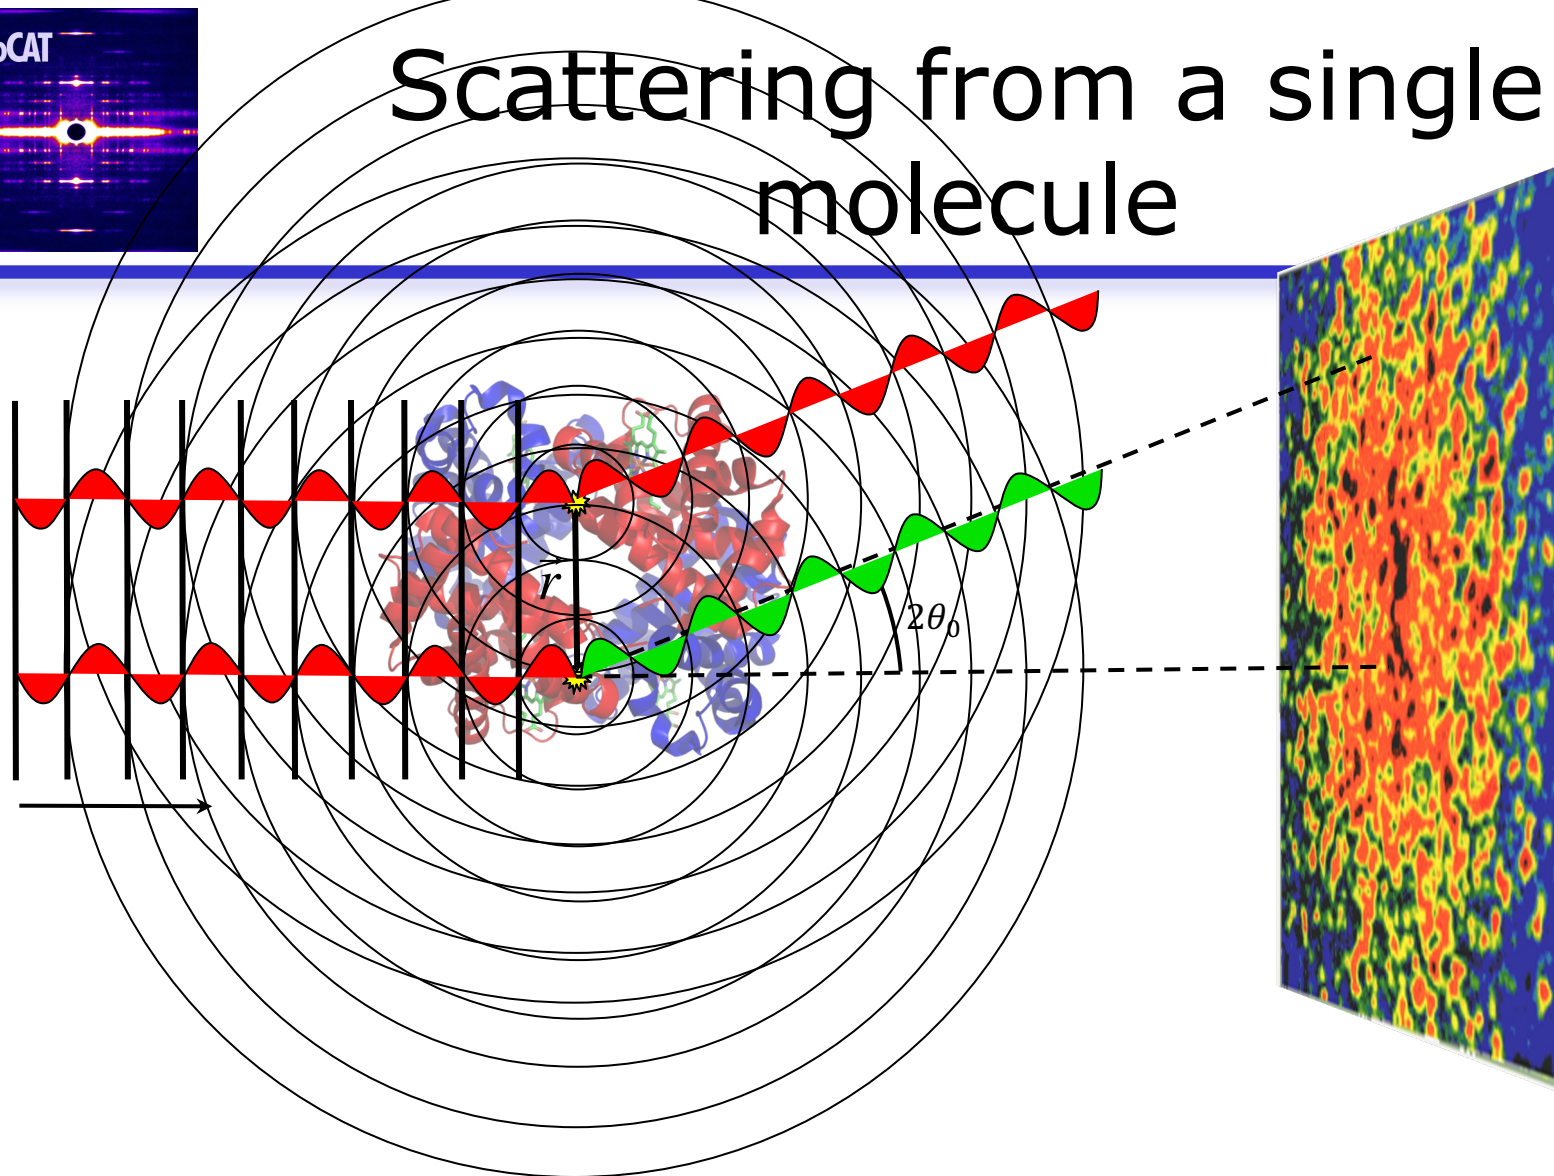 CAT
Scattering from a single
molecule
r
2θ₀